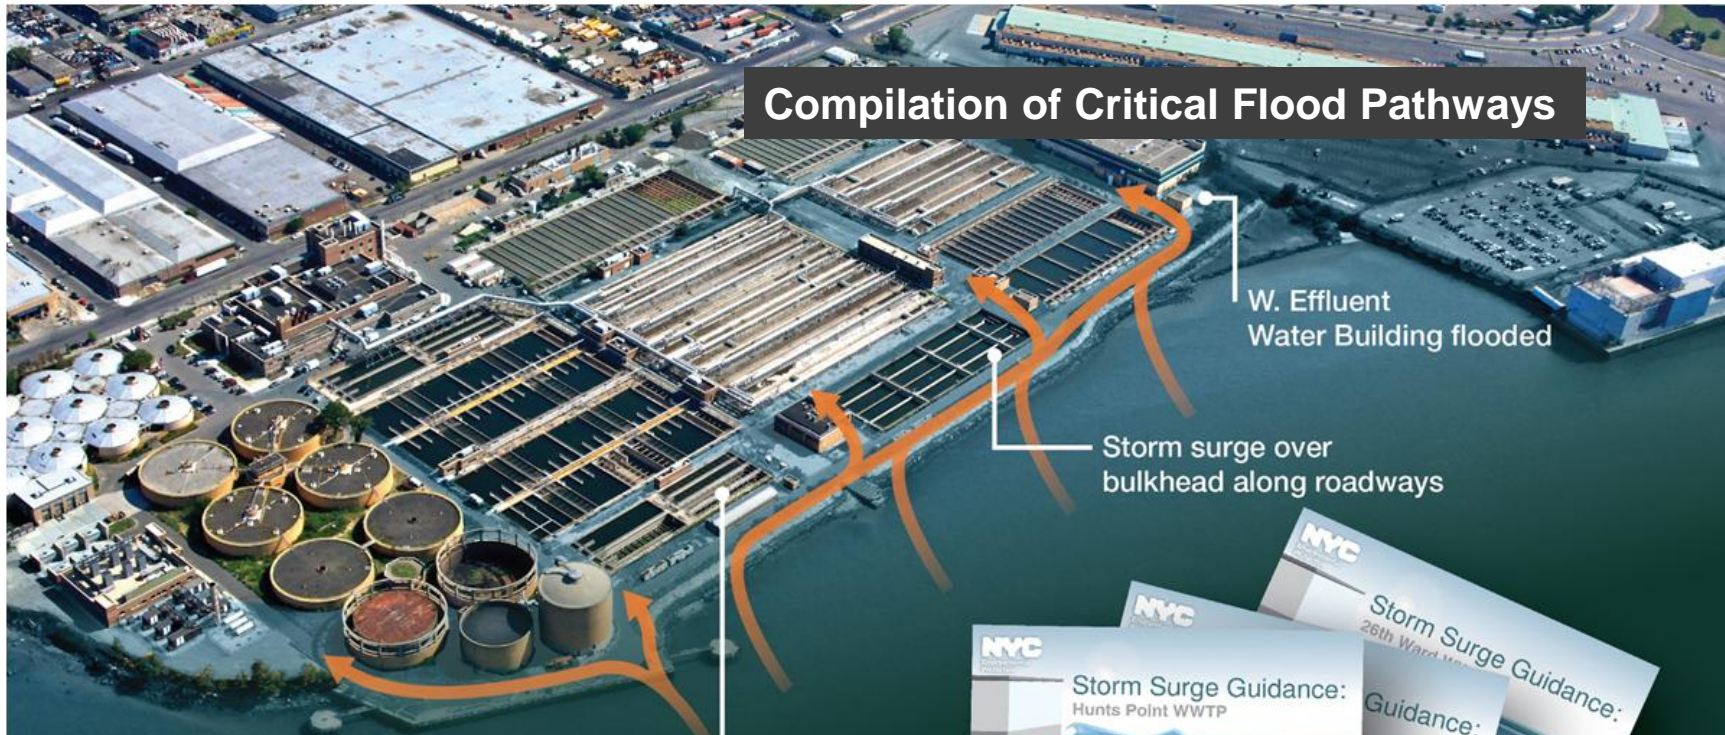 Compilation of Critical Flood Pathways
W. Effluent
Water Building flooded
Storm surge over
bulkhead along roadways
NYC
Storm Surge Guidance:
26th Ward
NYC
Guidance:
NYC
Storm Surge Guidance:
Hunts Point WWTP